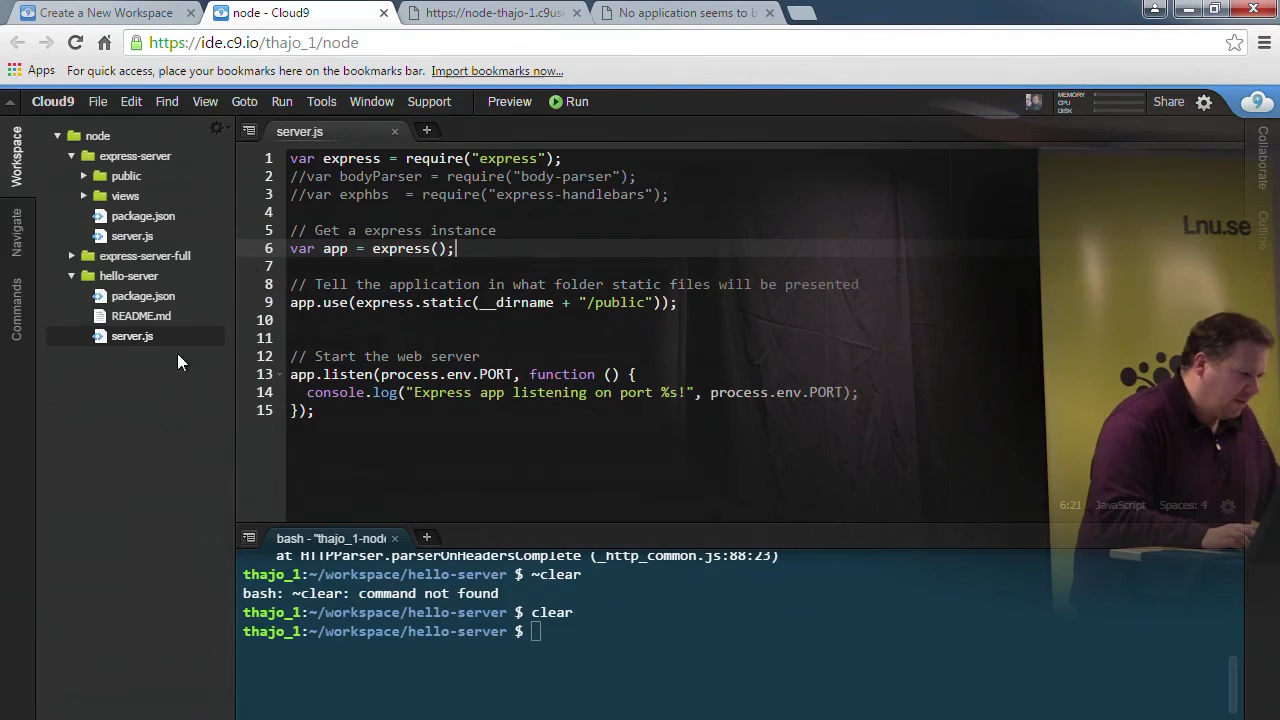 Create a New Workspace
node - Cloud9
https://node-thajo-1.c9use
No application seems to b
https://ide.c9.io/thajo_1/node
Apps
For quick access, place your bookmarks here on the bookmarks bar. Import bookmarks now...
Cloud9 File Edit Find View Goto Run Tools Window Support Preview Run
MEMORY
CPU
DISK
Share
Workspace
Navigate
Commands
node
express-server
public
views
package.json
server.js
express-server-full
hello-server
package.json
README.md
server.js
server.js
1 var express = require("express");
2 //var bodyParser = require("body-parser");
3 //var exphbs  = require("express-handlebars");
4
5 // Get a express instance
6 var app = express();
7
8 // Tell the application in what folder static files will be presented
9 app.use(express.static(__dirname + "/public"));
10
11
12 // Start the web server
13 app.listen(process.env.PORT, function () {
14   console.log("Express app listening on port %s!", process.env.PORT);
15 });
Lnu.se
Collaborate
Outline
6:21 JavaScript Spaces: 4
bash - "thajo_1-node
at HTTPParser.parserOnHeadersComplete (_http_common.js:88:23)
thajo_1:~/workspace/hello-server $ ~clear
bash: ~clear: command not found
thajo_1:~/workspace/hello-server $ clear
thajo_1:~/workspace/hello-server $